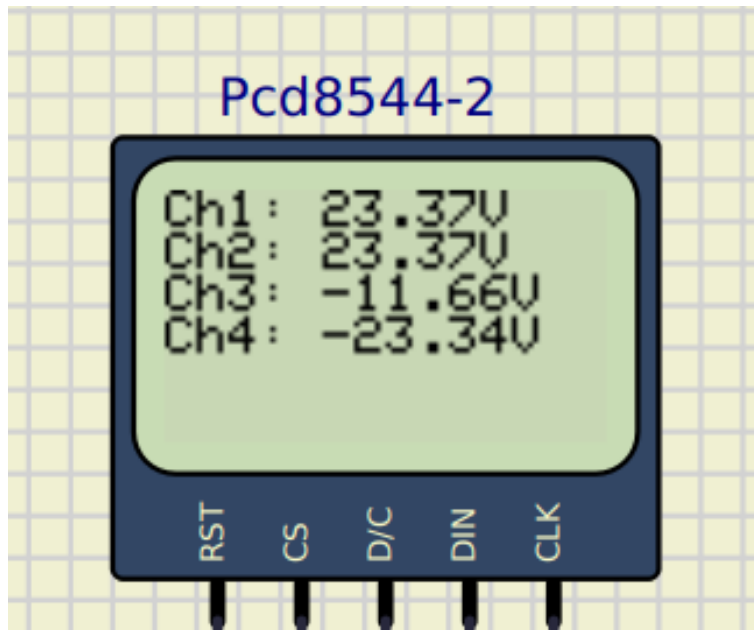 Pcd8544-2
Ch1: 23.37V
Ch2: 23.37V
Ch3: -11.66V
Ch4: -23.34V
RST CS D/C DIN CLK